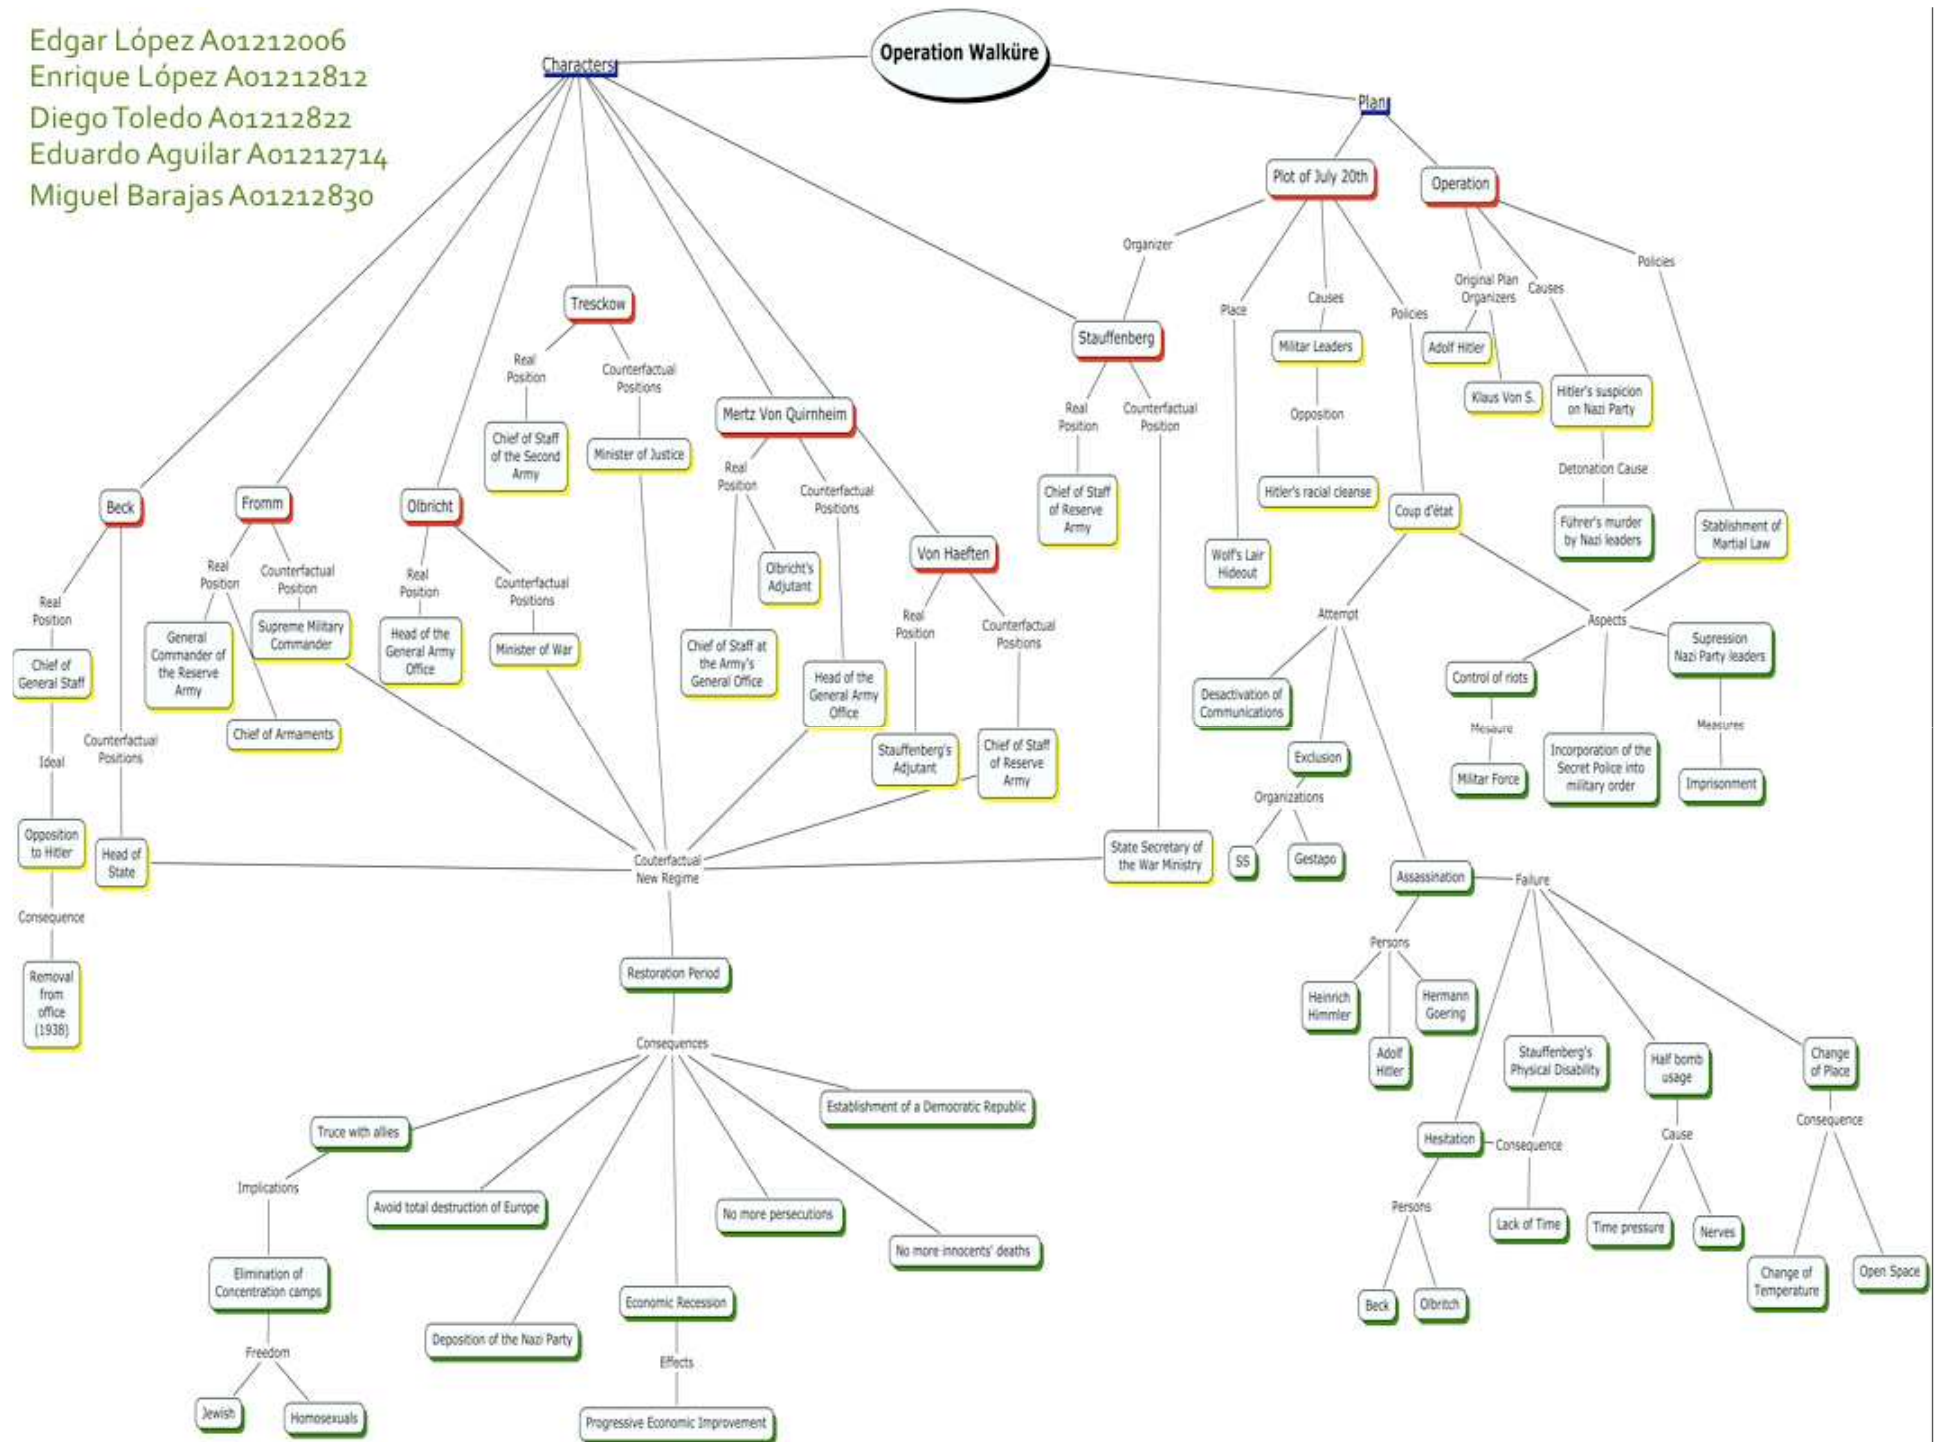 Edgar López A01212006
Enrique López A01212812
Diego Toledo A01212822
Eduardo Aguilar A01212714
Miguel Barajas A01212830
Operation Walküre
Characters
Plan
Plot of July 20th
Operation
Organizer
Place
Causes
Policies
Original Plan
Organizers
Causes
Policies
Tresckow
Real
Position
Counterfactual
Positions
Chief of Staff
of the Second
Army
Minister of Justice
Stauffenberg
Real
Position
Counterfactual
Position
Chief of Staff
of Reserve
Army
Militar Leaders
Opposition
Hitler's racial cleanse
Adolf Hitler
Klaus Von S.
Hitler's suspicion
on Nazi Party
Detonation Cause
Führer's murder
by Nazi leaders
Stablishment of
Martial Law
Coup d'état
Wolf's Lair
Hideout
Mertz Von Quirnheim
Real
Position
Counterfactual
Positions
Olbricht's
Adjutant
Chief of Staff at
the Army's
General Office
Head of the
General Army
Office
Von Haeften
Real
Position
Counterfactual
Positions
Stauffenberg's
Adjutant
Chief of Staff
of Reserve
Army
Beck
Real
Position
Chief of
General Staff
Ideal
Opposition
to Hitler
Consequence
Removal
from
office
(1938)
Counterfactual
Positions
Head of
State
Fromm
Real
Position
Counterfactual
Position
General
Commander of
the Reserve
Army
Supreme Military
Commander
Chief of Armaments
Olbricht
Real
Position
Counterfactual
Positions
Head of the
General Army
Office
Minister of War
State Secretary of
the War Ministry
Couterfactual
New Regime
Restoration Period
Consequences
Truce with allies
Implications
Elimination of
Concentration camps
Freedom
Jewish
Homosexuals
Avoid total destruction of Europe
Deposition of the Nazi Party
Economic Recession
Effects
Progressive Economic Improvement
No more persecutions
No more innocents' deaths
Establishment of a Democratic Republic
Attempt
Desactivation of
Communications
Exclusion
Organizations
SS
Gestapo
Aspects
Control of riots
Mesaure
Militar Force
Incorporation of the
Secret Police into
military order
Supression
Nazi Party leaders
Measures
Imprisonment
Assassination
Failure
Persons
Heinrich
Himmler
Adolf
Hitler
Hermann
Goering
Hesitation
Consequence
Persons
Beck
Olbritch
Stauffenberg's
Physical Disability
Lack of Time
Half bomb
usage
Cause
Time pressure
Nerves
Change
of Place
Consequence
Change of
Temperature
Open Space